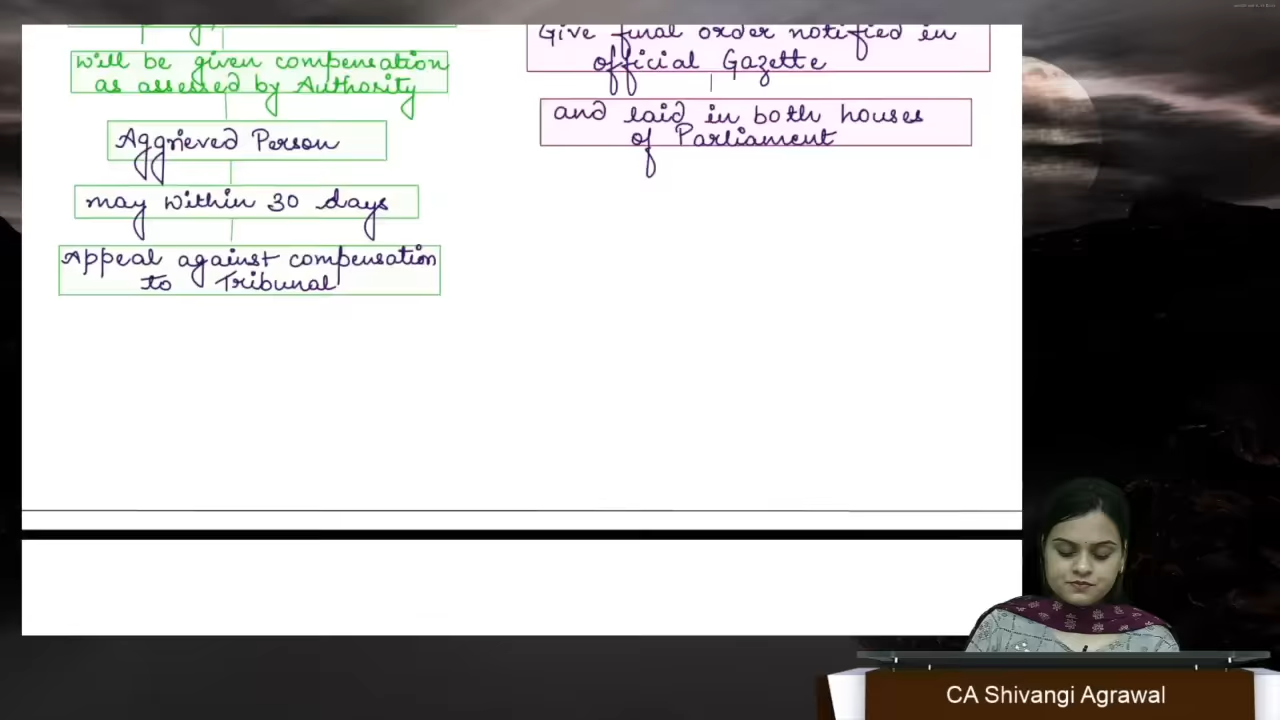 will be given compensation
as assessed by Authority
Aggrieved Person
may within 30 days
Appeal against compensation
to Tribunal
Give final order notified in
official Gazette
and laid in both houses
of Parliament
CA Shivangi Agrawal